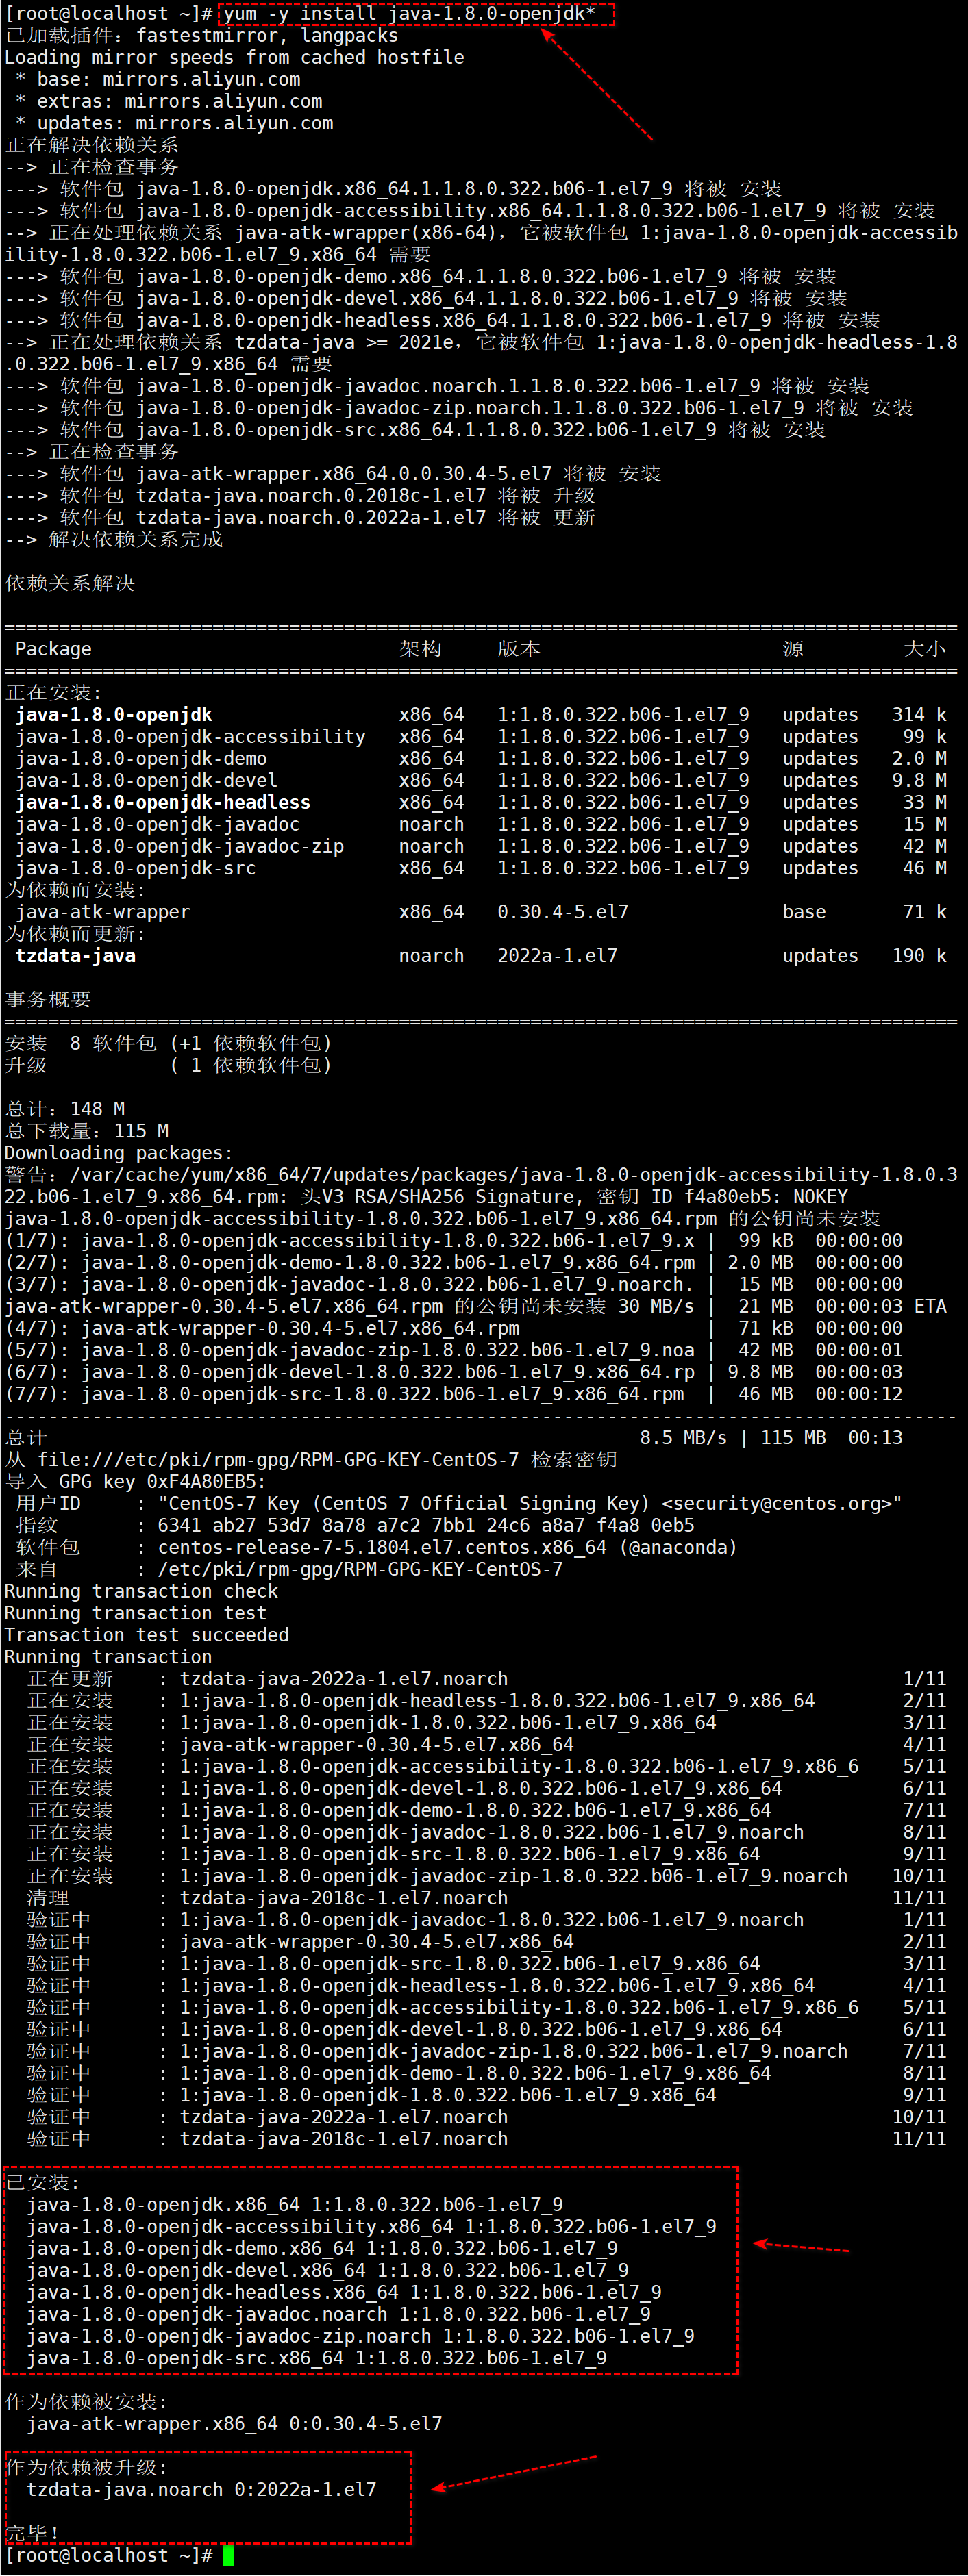 [root@localhost ~]# yum -y install java-1.8.0-openjdk*
已加载插件：fastestmirror, langpacks
Loading mirror speeds from cached hostfile
 * base: mirrors.aliyun.com
 * extras: mirrors.aliyun.com
 * updates: mirrors.aliyun.com
正在解决依赖关系
--> 正在检查事务
---> 软件包 java-1.8.0-openjdk.x86_64.1.1.8.0.322.b06-1.el7_9 将被 安装
---> 软件包 java-1.8.0-openjdk-accessibility.x86_64.1.1.8.0.322.b06-1.el7_9 将被 安装
--> 正在处理依赖关系 java-atk-wrapper(x86-64)，它被软件包 1:java-1.8.0-openjdk-accessib
ility-1.8.0.322.b06-1.el7_9.x86_64 需要
---> 软件包 java-1.8.0-openjdk-demo.x86_64.1.1.8.0.322.b06-1.el7_9 将被 安装
---> 软件包 java-1.8.0-openjdk-devel.x86_64.1.1.8.0.322.b06-1.el7_9 将被 安装
---> 软件包 java-1.8.0-openjdk-headless.x86_64.1.1.8.0.322.b06-1.el7_9 将被 安装
--> 正在处理依赖关系 tzdata-java >= 2021e，它被软件包 1:java-1.8.0-openjdk-headless-1.8
.0.322.b06-1.el7_9.x86_64 需要
---> 软件包 java-1.8.0-openjdk-javadoc.noarch.1.1.8.0.322.b06-1.el7_9 将被 安装
---> 软件包 java-1.8.0-openjdk-javadoc-zip.noarch.1.1.8.0.322.b06-1.el7_9 将被 安装
---> 软件包 java-1.8.0-openjdk-src.x86_64.1.1.8.0.322.b06-1.el7_9 将被 安装
--> 正在检查事务
---> 软件包 java-atk-wrapper.x86_64.0.0.30.4-5.el7 将被 安装
---> 软件包 tzdata-java.noarch.0.2018c-1.el7 将被 升级
---> 软件包 tzdata-java.noarch.0.2022a-1.el7 将被 更新
--> 解决依赖关系完成

依赖关系解决

=======================================================================================
 Package                            架构     版本                      源         大小
=======================================================================================
正在安装:
 java-1.8.0-openjdk                 x86_64   1:1.8.0.322.b06-1.el7_9   updates   314 k
 java-1.8.0-openjdk-accessibility   x86_64   1:1.8.0.322.b06-1.el7_9   updates    99 k
 java-1.8.0-openjdk-demo            x86_64   1:1.8.0.322.b06-1.el7_9   updates   2.0 M
 java-1.8.0-openjdk-devel           x86_64   1:1.8.0.322.b06-1.el7_9   updates   9.8 M
 java-1.8.0-openjdk-headless        x86_64   1:1.8.0.322.b06-1.el7_9   updates    33 M
 java-1.8.0-openjdk-javadoc         noarch   1:1.8.0.322.b06-1.el7_9   updates    15 M
 java-1.8.0-openjdk-javadoc-zip     noarch   1:1.8.0.322.b06-1.el7_9   updates    42 M
 java-1.8.0-openjdk-src             x86_64   1:1.8.0.322.b06-1.el7_9   updates    46 M
为依赖而安装:
 java-atk-wrapper                   x86_64   0.30.4-5.el7              base       71 k
为依赖而更新:
 tzdata-java                        noarch   2022a-1.el7               updates   190 k

事务概要
=======================================================================================
安装  8 软件包 (+1 依赖软件包)
升级           ( 1 依赖软件包)

总计：148 M
总下载量：115 M
Downloading packages:
警告：/var/cache/yum/x86_64/7/updates/packages/java-1.8.0-openjdk-accessibility-1.8.0.3
22.b06-1.el7_9.x86_64.rpm: 头V3 RSA/SHA256 Signature, 密钥 ID f4a80eb5: NOKEY
java-1.8.0-openjdk-accessibility-1.8.0.322.b06-1.el7_9.x86_64.rpm 的公钥尚未安装
(1/7): java-1.8.0-openjdk-accessibility-1.8.0.322.b06-1.el7_9.x |  99 kB  00:00:00
(2/7): java-1.8.0-openjdk-demo-1.8.0.322.b06-1.el7_9.x86_64.rpm | 2.0 MB  00:00:00
(3/7): java-1.8.0-openjdk-javadoc-1.8.0.322.b06-1.el7_9.noarch. |  15 MB  00:00:00
java-atk-wrapper-0.30.4-5.el7.x86_64.rpm 的公钥尚未安装 30 MB/s |  21 MB  00:00:03 ETA
(4/7): java-atk-wrapper-0.30.4-5.el7.x86_64.rpm                 |  71 kB  00:00:00
(5/7): java-1.8.0-openjdk-javadoc-zip-1.8.0.322.b06-1.el7_9.noa |  42 MB  00:00:01
(6/7): java-1.8.0-openjdk-devel-1.8.0.322.b06-1.el7_9.x86_64.rp | 9.8 MB  00:00:03
(7/7): java-1.8.0-openjdk-src-1.8.0.322.b06-1.el7_9.x86_64.rpm  |  46 MB  00:00:12
---------------------------------------------------------------------------------------
总计                                                      8.5 MB/s | 115 MB  00:13
从 file:///etc/pki/rpm-gpg/RPM-GPG-KEY-CentOS-7 检索密钥
导入 GPG key 0xF4A80EB5:
 用户ID     : "CentOS-7 Key (CentOS 7 Official Signing Key) <security@centos.org>"
 指纹       : 6341 ab27 53d7 8a78 a7c2 7bb1 24c6 a8a7 f4a8 0eb5
 软件包     : centos-release-7-5.1804.el7.centos.x86_64 (@anaconda)
 来自       : /etc/pki/rpm-gpg/RPM-GPG-KEY-CentOS-7
Running transaction check
Running transaction test
Transaction test succeeded
Running transaction
  正在更新    : tzdata-java-2022a-1.el7.noarch                                    1/11
  正在安装    : 1:java-1.8.0-openjdk-headless-1.8.0.322.b06-1.el7_9.x86_64        2/11
  正在安装    : 1:java-1.8.0-openjdk-1.8.0.322.b06-1.el7_9.x86_64                 3/11
  正在安装    : java-atk-wrapper-0.30.4-5.el7.x86_64                              4/11
  正在安装    : 1:java-1.8.0-openjdk-accessibility-1.8.0.322.b06-1.el7_9.x86_6    5/11
  正在安装    : 1:java-1.8.0-openjdk-devel-1.8.0.322.b06-1.el7_9.x86_64           6/11
  正在安装    : 1:java-1.8.0-openjdk-demo-1.8.0.322.b06-1.el7_9.x86_64            7/11
  正在安装    : 1:java-1.8.0-openjdk-javadoc-1.8.0.322.b06-1.el7_9.noarch         8/11
  正在安装    : 1:java-1.8.0-openjdk-src-1.8.0.322.b06-1.el7_9.x86_64             9/11
  正在安装    : 1:java-1.8.0-openjdk-javadoc-zip-1.8.0.322.b06-1.el7_9.noarch    10/11
  清理        : tzdata-java-2018c-1.el7.noarch                                   11/11
  验证中      : 1:java-1.8.0-openjdk-javadoc-1.8.0.322.b06-1.el7_9.noarch         1/11
  验证中      : java-atk-wrapper-0.30.4-5.el7.x86_64                              2/11
  验证中      : 1:java-1.8.0-openjdk-src-1.8.0.322.b06-1.el7_9.x86_64             3/11
  验证中      : 1:java-1.8.0-openjdk-headless-1.8.0.322.b06-1.el7_9.x86_64        4/11
  验证中      : 1:java-1.8.0-openjdk-accessibility-1.8.0.322.b06-1.el7_9.x86_6    5/11
  验证中      : 1:java-1.8.0-openjdk-devel-1.8.0.322.b06-1.el7_9.x86_64           6/11
  验证中      : 1:java-1.8.0-openjdk-javadoc-zip-1.8.0.322.b06-1.el7_9.noarch     7/11
  验证中      : 1:java-1.8.0-openjdk-demo-1.8.0.322.b06-1.el7_9.x86_64            8/11
  验证中      : 1:java-1.8.0-openjdk-1.8.0.322.b06-1.el7_9.x86_64                 9/11
  验证中      : tzdata-java-2022a-1.el7.noarch                                   10/11
  验证中      : tzdata-java-2018c-1.el7.noarch                                   11/11

已安装:
  java-1.8.0-openjdk.x86_64 1:1.8.0.322.b06-1.el7_9
  java-1.8.0-openjdk-accessibility.x86_64 1:1.8.0.322.b06-1.el7_9
  java-1.8.0-openjdk-demo.x86_64 1:1.8.0.322.b06-1.el7_9
  java-1.8.0-openjdk-devel.x86_64 1:1.8.0.322.b06-1.el7_9
  java-1.8.0-openjdk-headless.x86_64 1:1.8.0.322.b06-1.el7_9
  java-1.8.0-openjdk-javadoc.noarch 1:1.8.0.322.b06-1.el7_9
  java-1.8.0-openjdk-javadoc-zip.noarch 1:1.8.0.322.b06-1.el7_9
  java-1.8.0-openjdk-src.x86_64 1:1.8.0.322.b06-1.el7_9

作为依赖被安装:
  java-atk-wrapper.x86_64 0:0.30.4-5.el7

作为依赖被升级:
  tzdata-java.noarch 0:2022a-1.el7

完毕！
[root@localhost ~]#